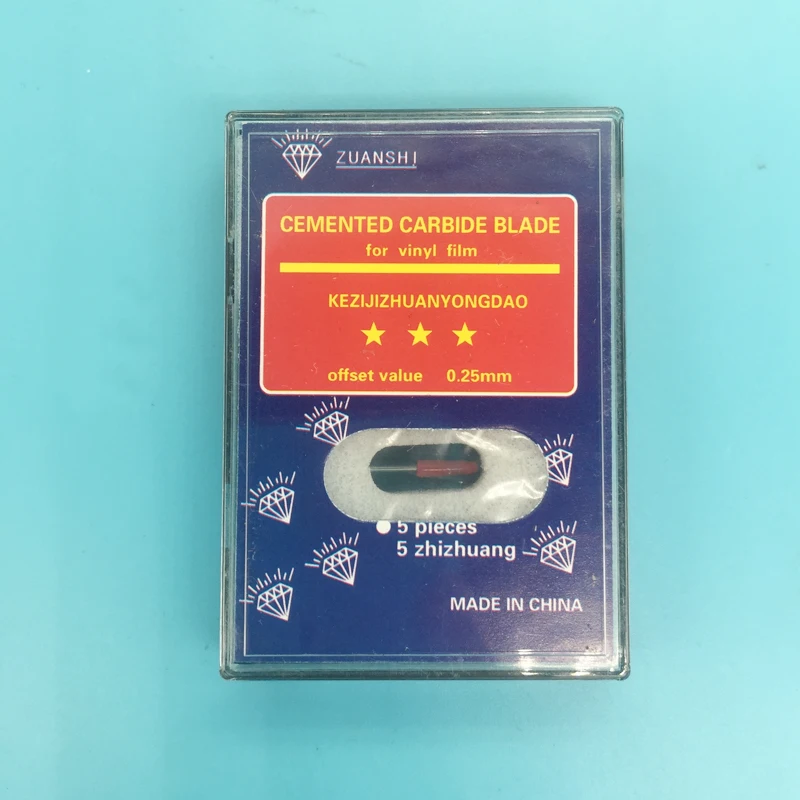 ZUANSHI
CEMENTED CARBIDE BLADE
for vinyl film
KEZIJIZHUANYONGDAO
offset value 0.25mm
5 pieces
5 zhizhuang
MADE IN CHINA